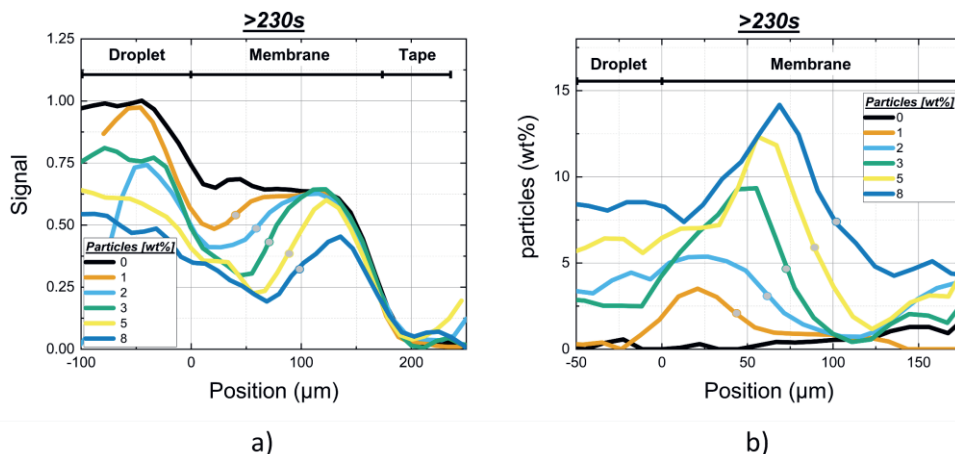 >230s
Droplet Membrane Tape
1.25
1.00
0.75
0.50
0.25
0.00
Signal
Particles [wt%]
0
1
2
3
5
8
-100 0 100 200
Position (µm)
a)
>230s
Droplet Membrane
15
10
5
0
particles (wt%)
Particles [wt%]
0
1
2
3
5
8
-50 0 50 100 150
Position (µm)
b)